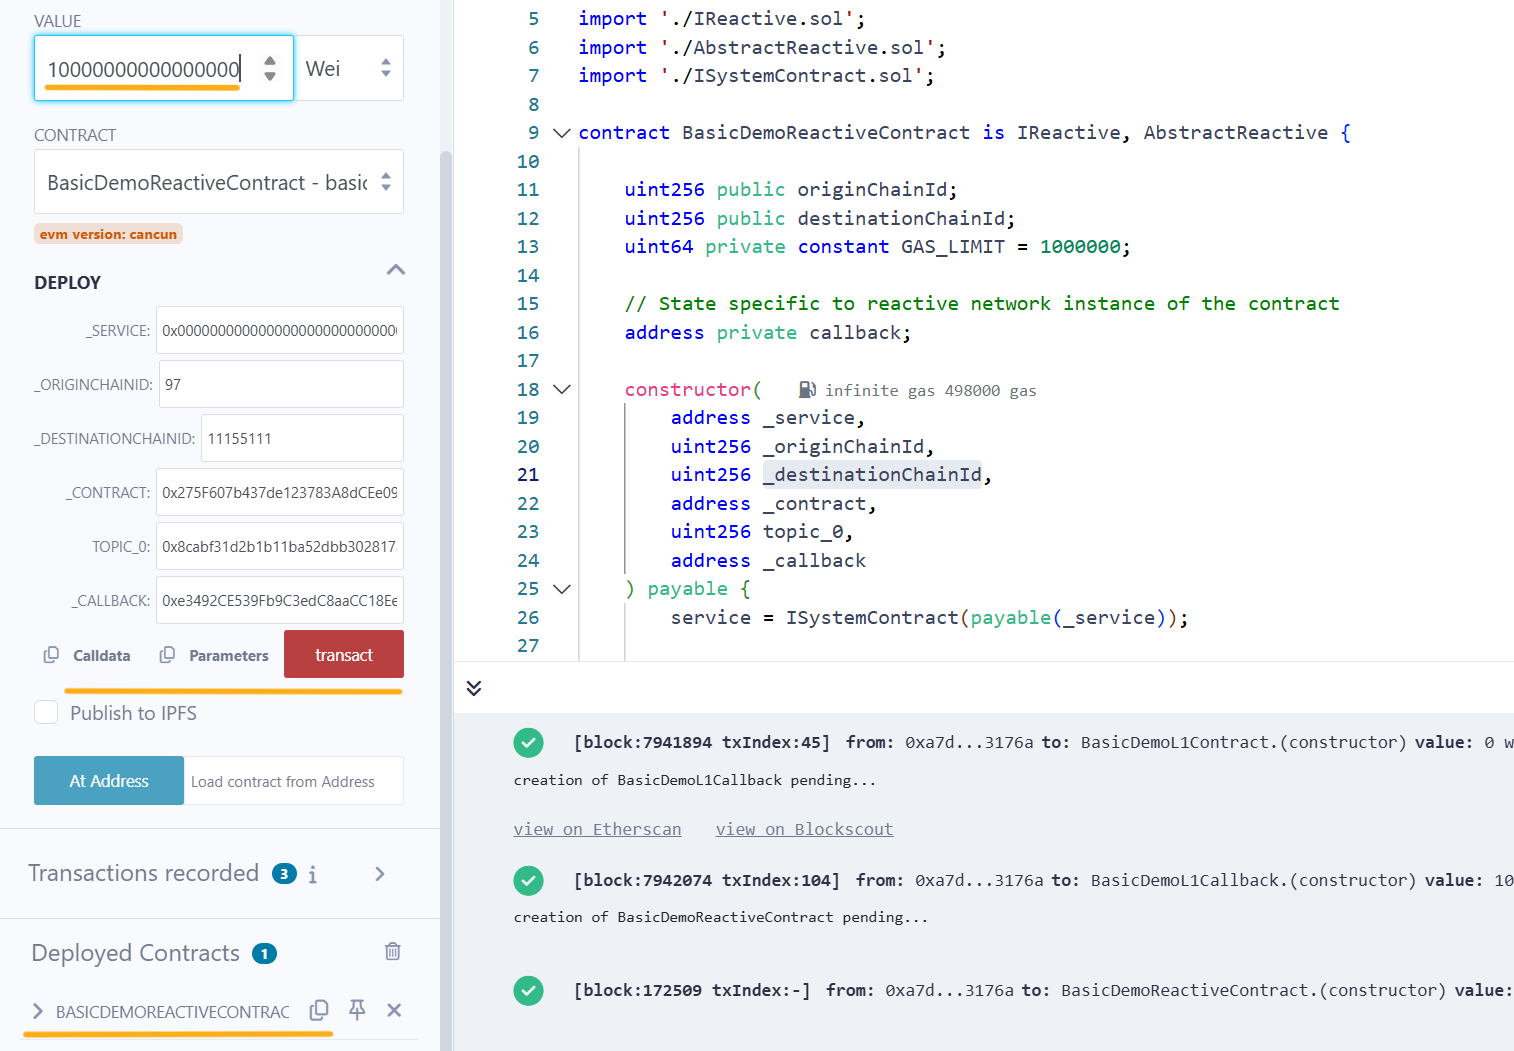 VALUE
10000000000000000
Wei
CONTRACT
BasicDemoReactiveContract - basic
evm version: cancun
DEPLOY
_SERVICE: 0x000000000000000000000000000
_ORIGINCHAINID: 97
_DESTINATIONCHAINID: 11155111
_CONTRACT: 0x275F607b437de123783A8dCEe09
TOPIC_0: 0x8cabf31d2b1b11ba52dbb302817
_CALLBACK: 0xe3492CE539Fb9C3edC8aaCC18Ee
Calldata Parameters transact
Publish to IPFS
At Address Load contract from Address
Transactions recorded 3 i
Deployed Contracts 1
BASICDEMOREACTIVECONTRAC
5 import './IReactive.sol';
6 import './AbstractReactive.sol';
7 import './ISystemContract.sol';
8
9 contract BasicDemoReactiveContract is IReactive, AbstractReactive {
10
11 uint256 public originChainId;
12 uint256 public destinationChainId;
13 uint64 private constant GAS_LIMIT = 1000000;
14
15 // State specific to reactive network instance of the contract
16 address private callback;
17
18 constructor( infinite gas 498000 gas
19 address _service,
20 uint256 _originChainId,
21 uint256 _destinationChainId,
22 address _contract,
23 uint256 topic_0,
24 address _callback
25 ) payable {
26 service = ISystemContract(payable(_service));
27
[block:7941894 txIndex:45] from: 0xa7d...3176a to: BasicDemoL1Contract.(constructor) value: 0 w
creation of BasicDemoL1Callback pending...
view on Etherscan view on Blockscout
[block:7942074 txIndex:104] from: 0xa7d...3176a to: BasicDemoL1Callback.(constructor) value: 10
creation of BasicDemoReactiveContract pending...
[block:172509 txIndex:-] from: 0xa7d...3176a to: BasicDemoReactiveContract.(constructor) value: